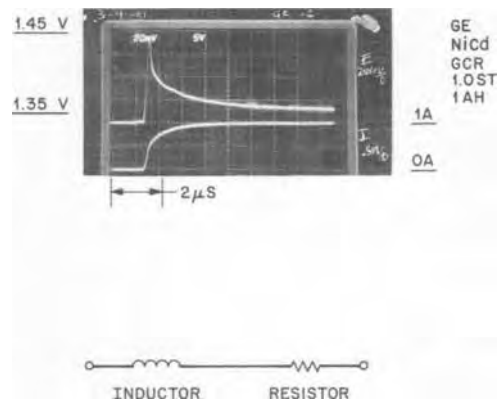 1.45 V
1.35 V
20mV 5V
E
I
GE
NiCd
GCR
1.0ST
1AH
1A
0A
2μS
INDUCTOR RESISTOR